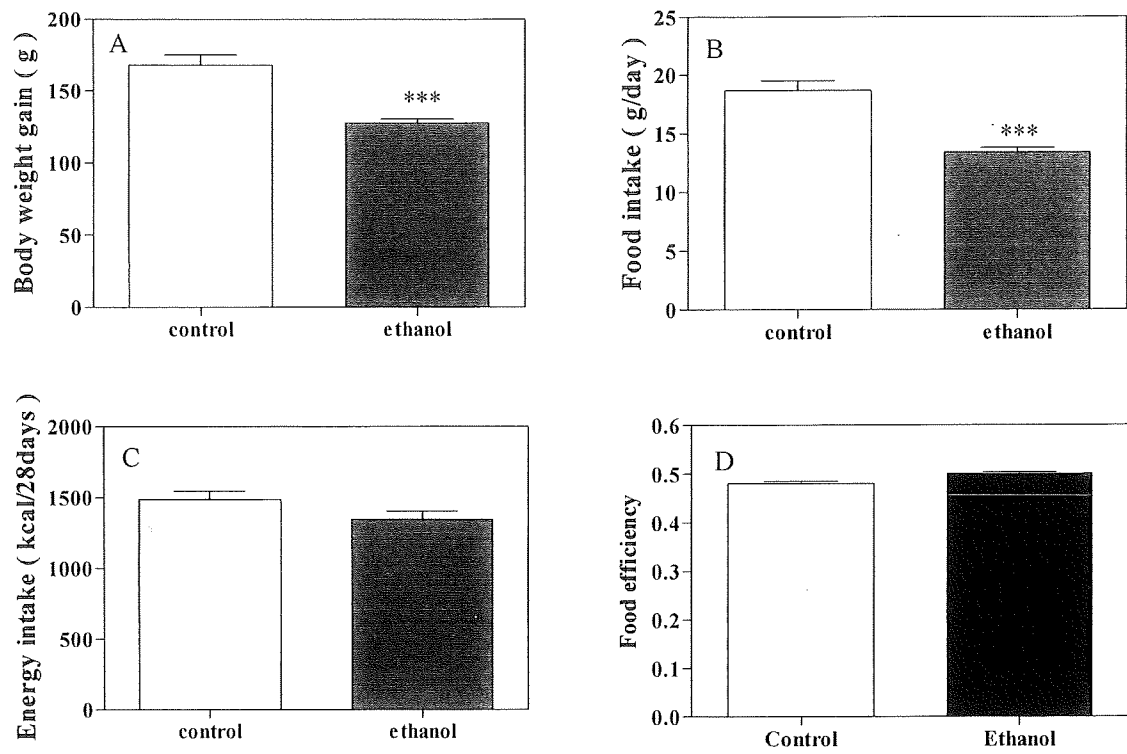 A
Body weight gain ( g )
200
150
100
50
0
***
control
ethanol
B
Food intake ( g/day )
25
20
15
10
5
0
***
control
ethanol
C
Energy intake ( kcal/28days )
2000
1500
1000
500
0
control
ethanol
D
Food efficiency
0.6
0.5
0.4
0.3
0.2
0.1
0.0
Control
Ethanol